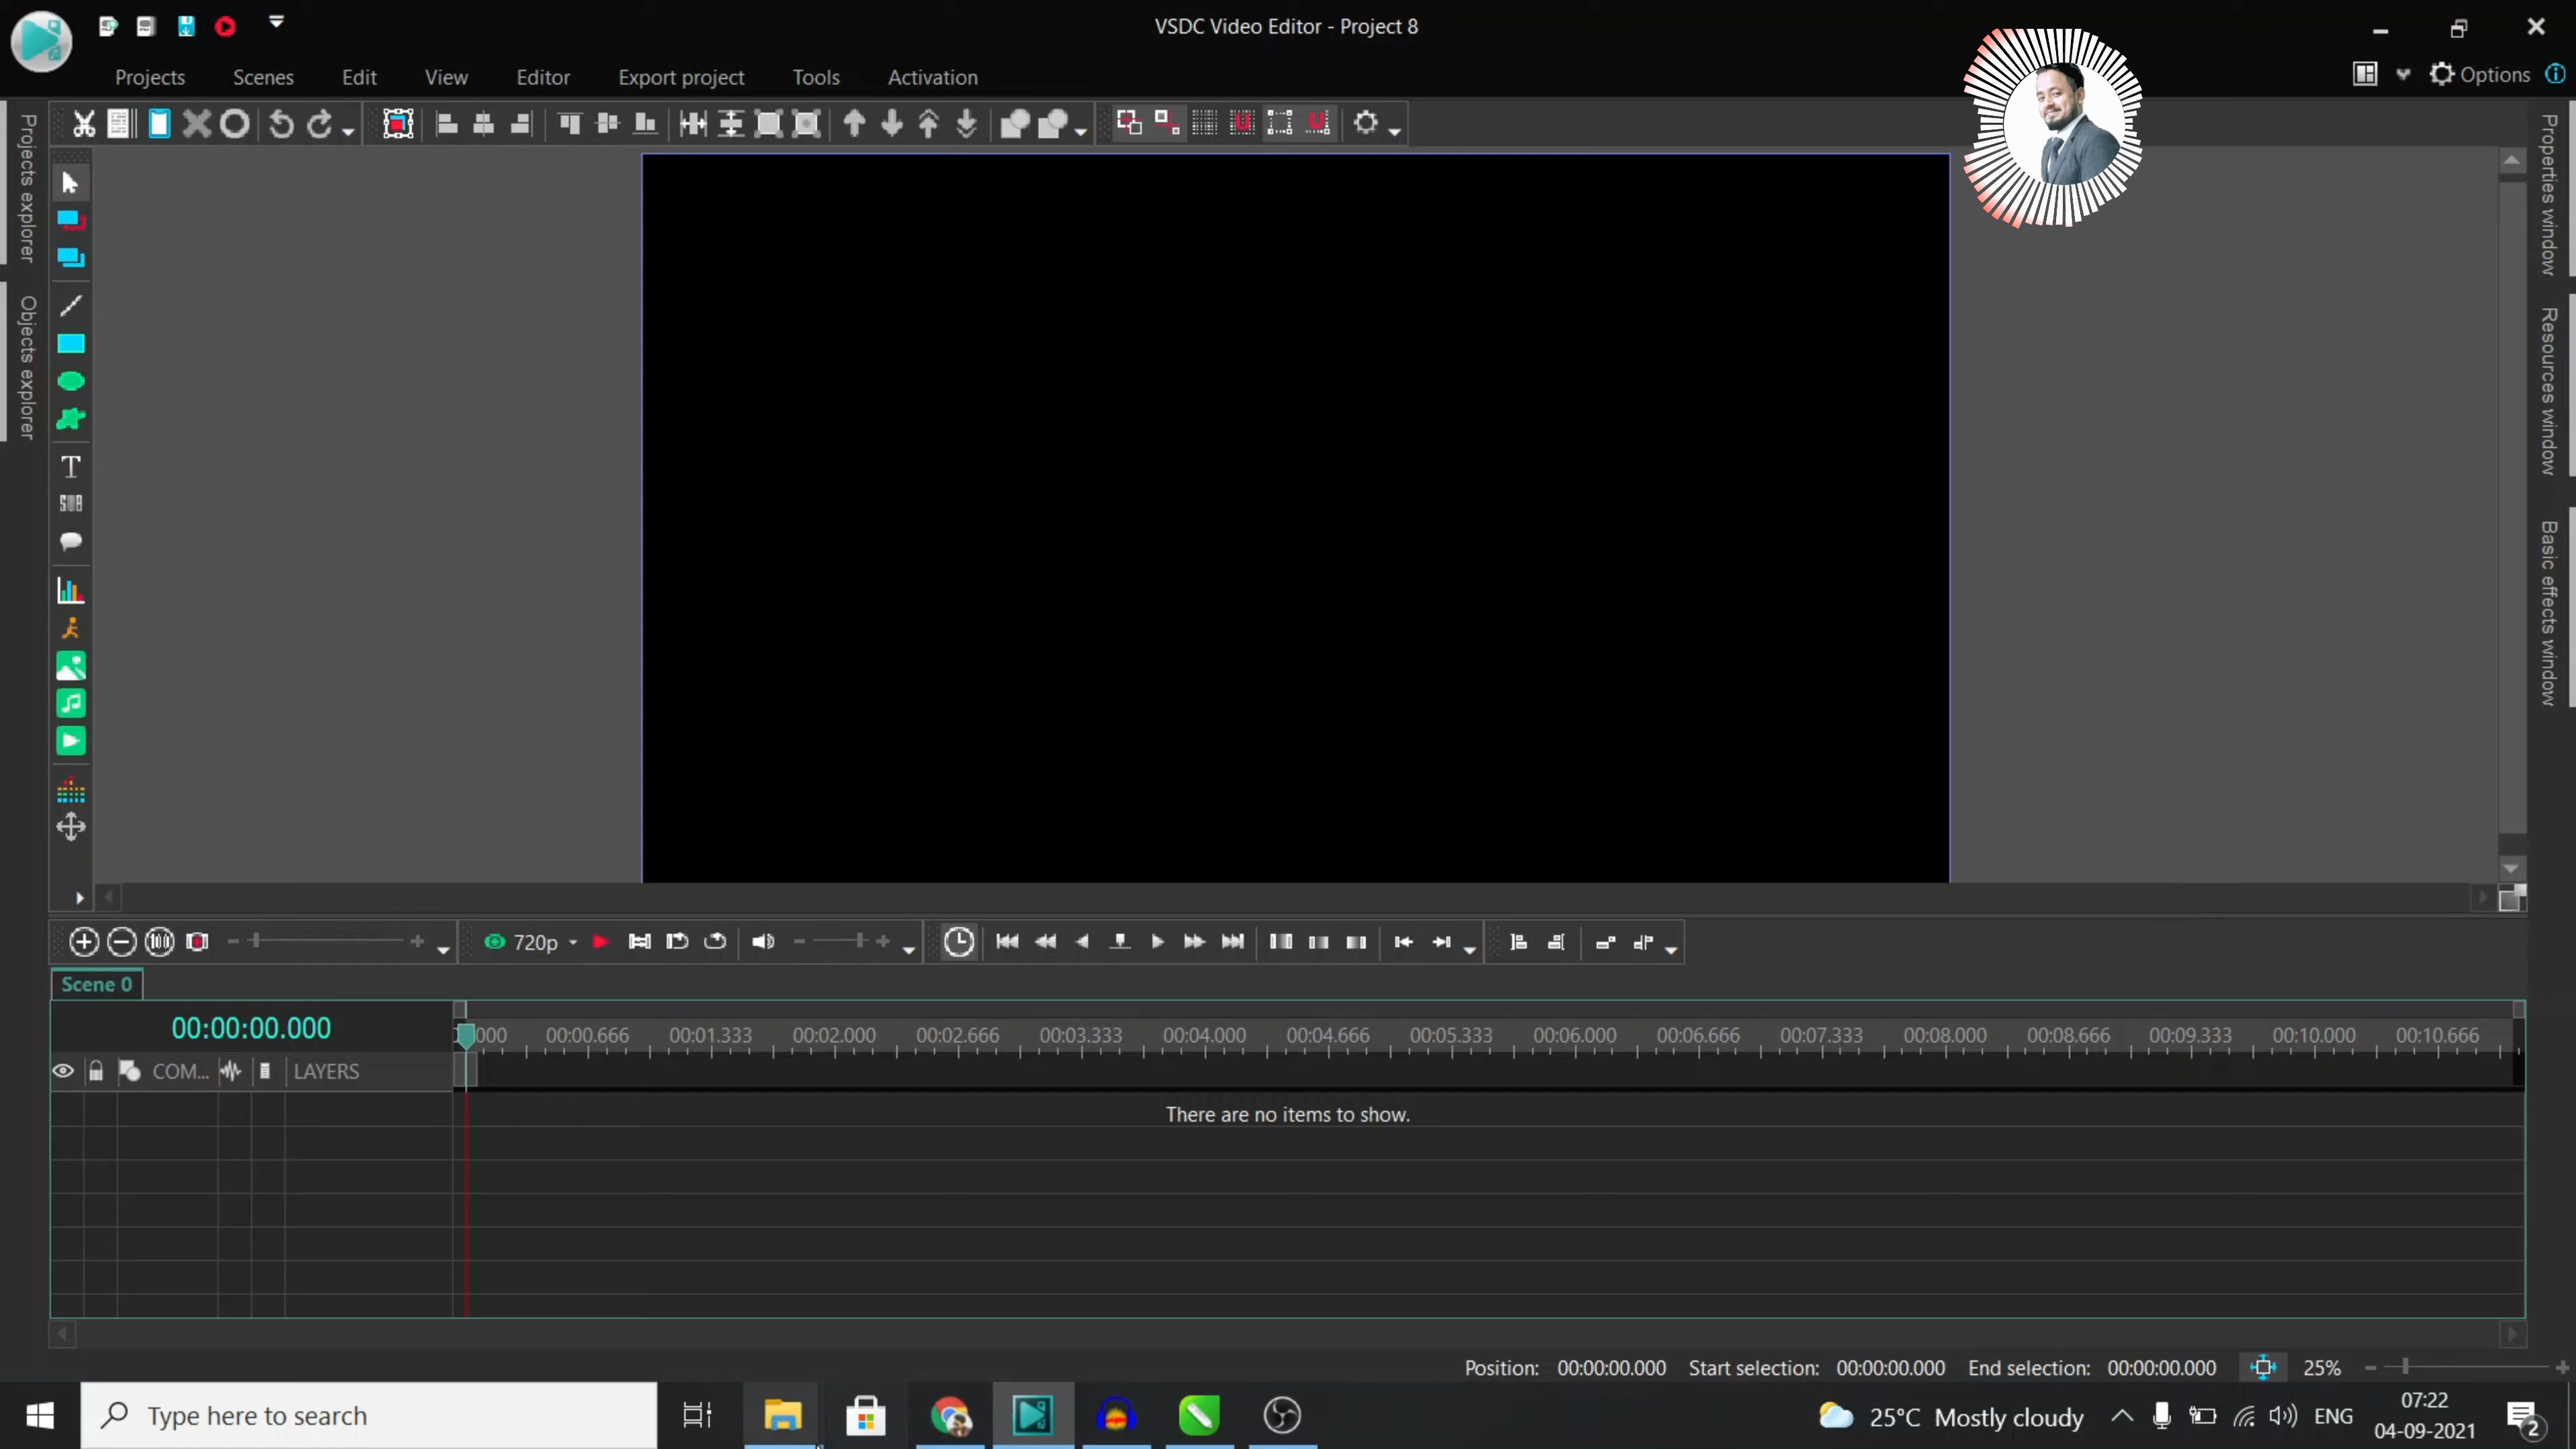 VSDC Video Editor - Project 8
Projects Scenes Edit View Editor Export project Tools Activation
Options
Projects explorer
Objects explorer
Properties window
Resources window
Basic effects window
T
720p
Scene 0
00:00:00.000
000 00:00.666 00:01.333 00:02.000 00:02.666 00:03.333 00:04.000 00:04.666 00:05.333 00:06.000 00:06.666 00:07.333 00:08.000 00:08.666 00:09.333 00:10.000 00:10.666
COM... LAYERS
There are no items to show.
Position: 00:00:00.000 Start selection: 00:00:00.000 End selection: 00:00:00.000 25%
Type here to search
25°C Mostly cloudy
ENG
07:22
04-09-2021
2